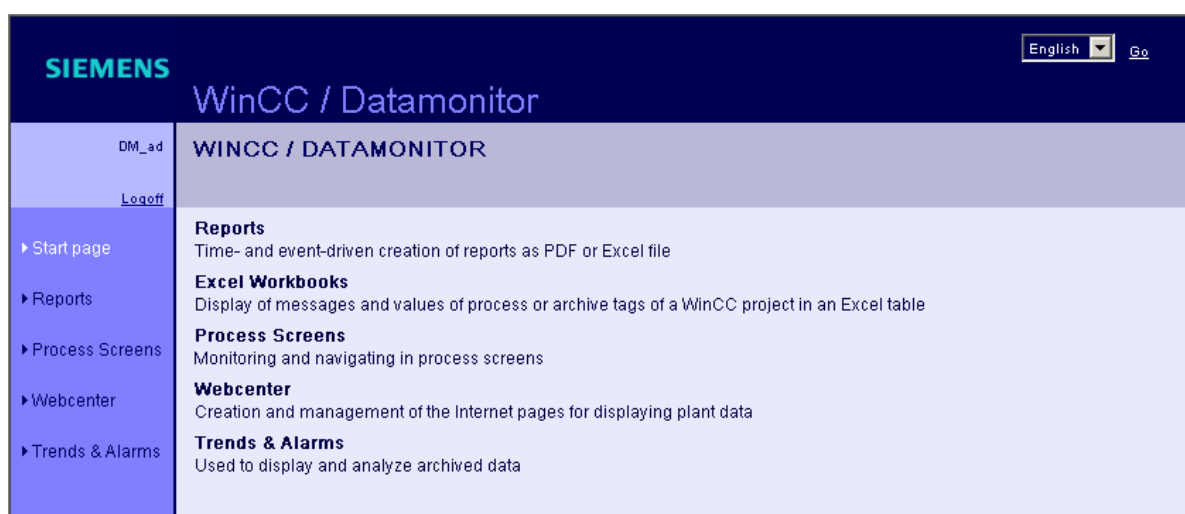 SIEMENS
English
Go
WinCC / Datamonitor
DM_ad
Logoff
WINCC / DATAMONITOR
Start page
Reports
Process Screens
Webcenter
Trends & Alarms
Reports
Time- and event-driven creation of reports as PDF or Excel file
Excel Workbooks
Display of messages and values of process or archive tags of a WinCC project in an Excel table
Process Screens
Monitoring and navigating in process screens
Webcenter
Creation and management of the Internet pages for displaying plant data
Trends & Alarms
Used to display and analyze archived data